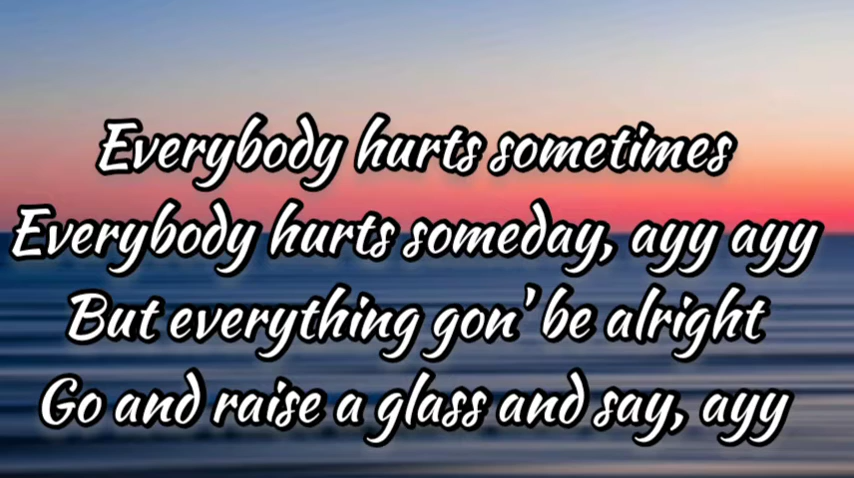 Everybody hurts sometimes
Everybody hurts someday, ayy ayy
But everything gon' be alright
Go and raise a glass and say, ayy